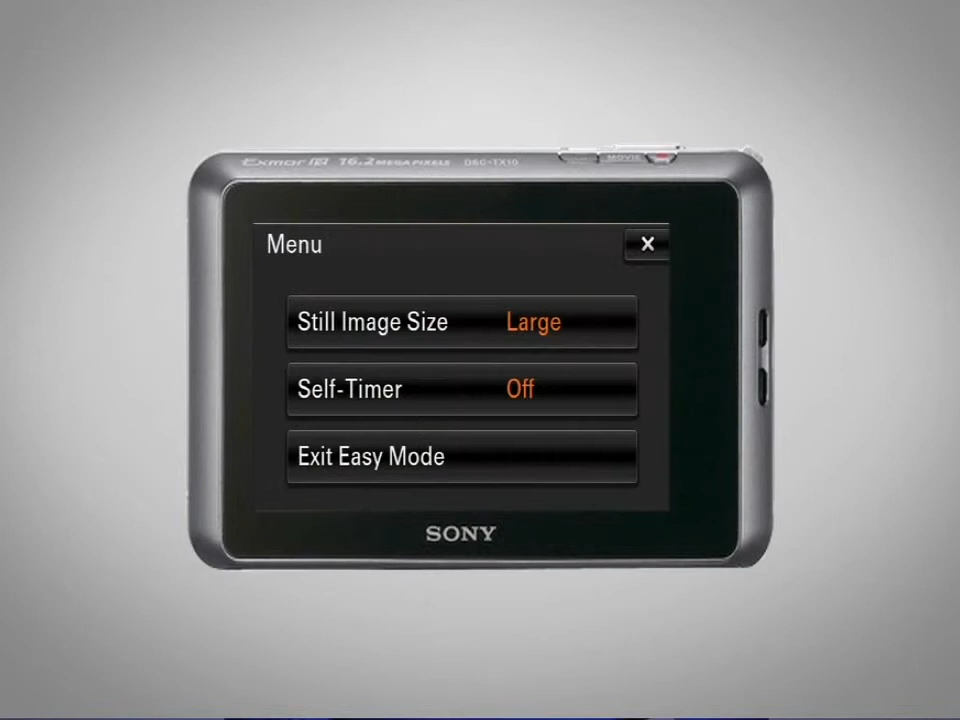 Exmor R 16.2 MEGA PIXELS DSC-TX10 MOVIE
Menu X
Still Image Size Large
Self-Timer Off
Exit Easy Mode
SONY